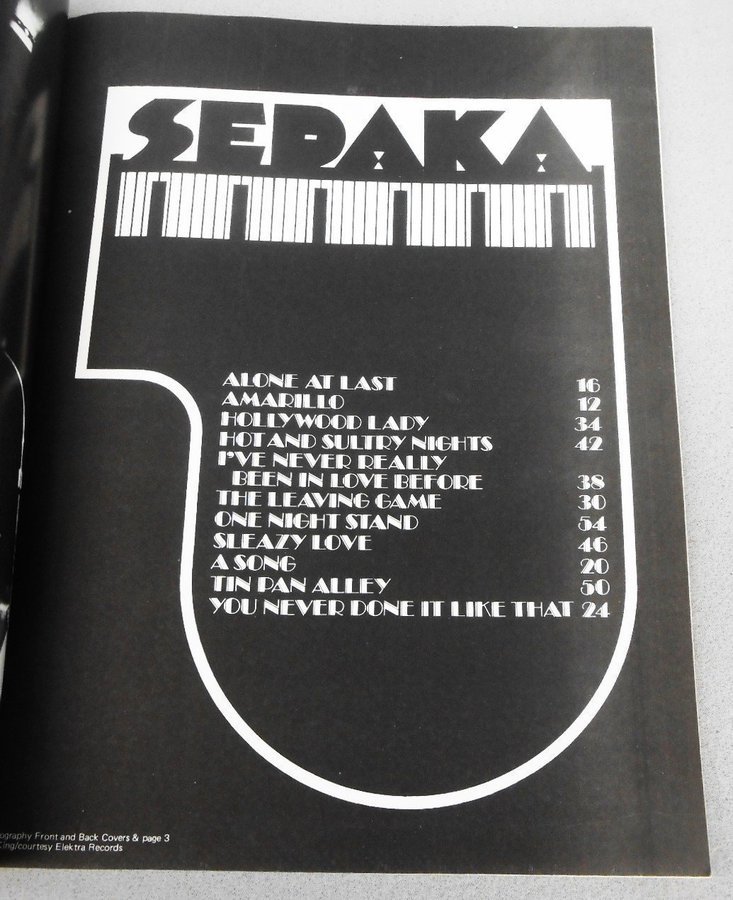 SEDAKA
ALONE AT LAST 16
AMARILLO 12
HOLLYWOOD LADY 34
HOT AND SULTRY NIGHTS 42
I'VE NEVER REALLY
BEEN IN LOVE BEFORE 38
THE LEAVING GAME 30
ONE NIGHT STAND 54
SLEAZY LOVE 46
A SONG 20
TIN PAN ALLEY 50
YOU NEVER DONE IT LIKE THAT 24
Front and Back Covers & page 3
/courtesy Elektra Records